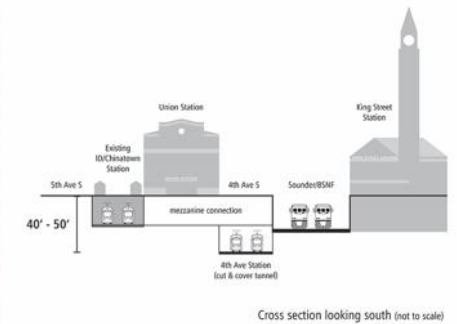 King Street
Station
Union Station
Existing
ID/Chinatown
Station
5th Ave S
4th Ave S
Sounder/BSNF
mezzanine connection
40' - 50'
4th Ave Station
(cut & cover tunnel)
Cross section looking south (not to scale)